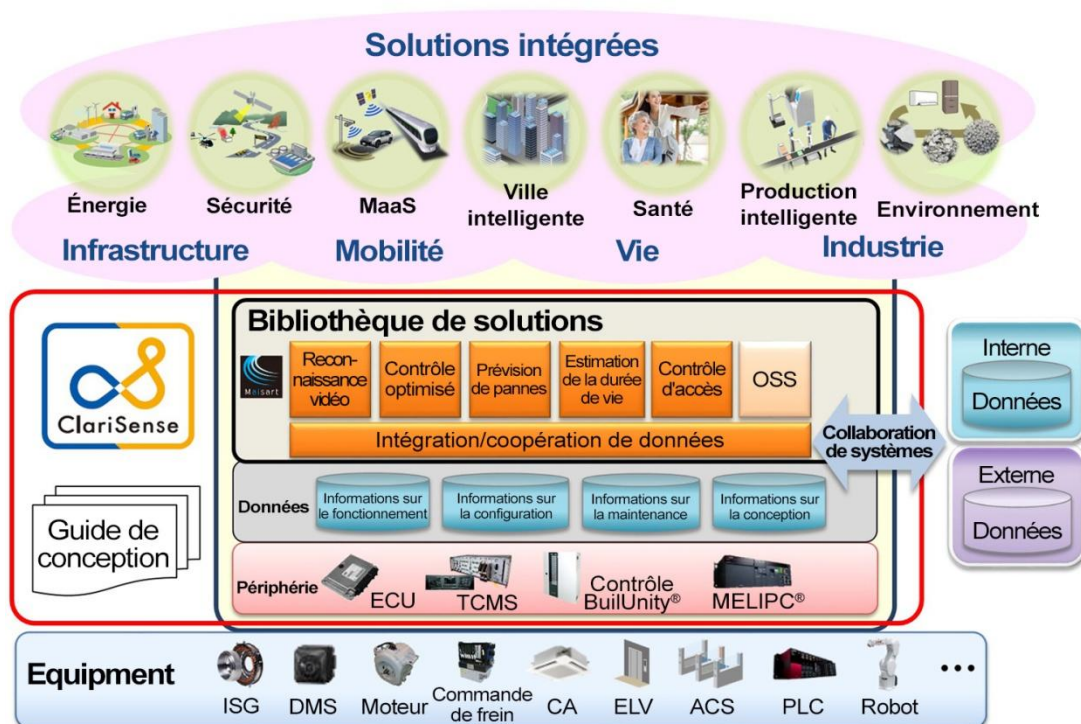 Solutions intégrées
Énergie
Sécurité
MaaS
Ville
intelligente
Santé
Production
intelligente
Environnement
Infrastructure
Mobilité
Vie
Industrie
ClariSense
Guide de
conception
Bibliothèque de solutions
Maisart
Recon-
naissance
vidéo
Contrôle
optimisé
Prévision
de pannes
Estimation
de la durée
de vie
Contrôle
d'accès
OSS
Intégration/coopération de données
Collaboration
de systèmes
Interne
Données
Externe
Données
Données
Informations sur
le fonctionnement
Informations sur
la configuration
Informations sur
la maintenance
Informations sur
la conception
Périphérie
ECU
TCMS
Contrôle
BuilUnity®
MELIPC®
Equipment
ISG
DMS
Moteur
Commande
de frein
CA
ELV
ACS
PLC
Robot
•••